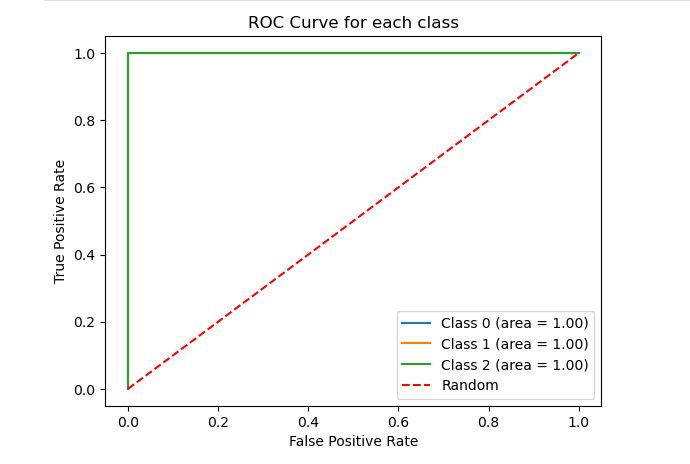 ROC Curve for each class
True Positive Rate
1.0
0.8
0.6
0.4
0.2
0.0
Class 0 (area = 1.00)
Class 1 (area = 1.00)
Class 2 (area = 1.00)
Random
0.0 0.2 0.4 0.6 0.8 1.0
False Positive Rate